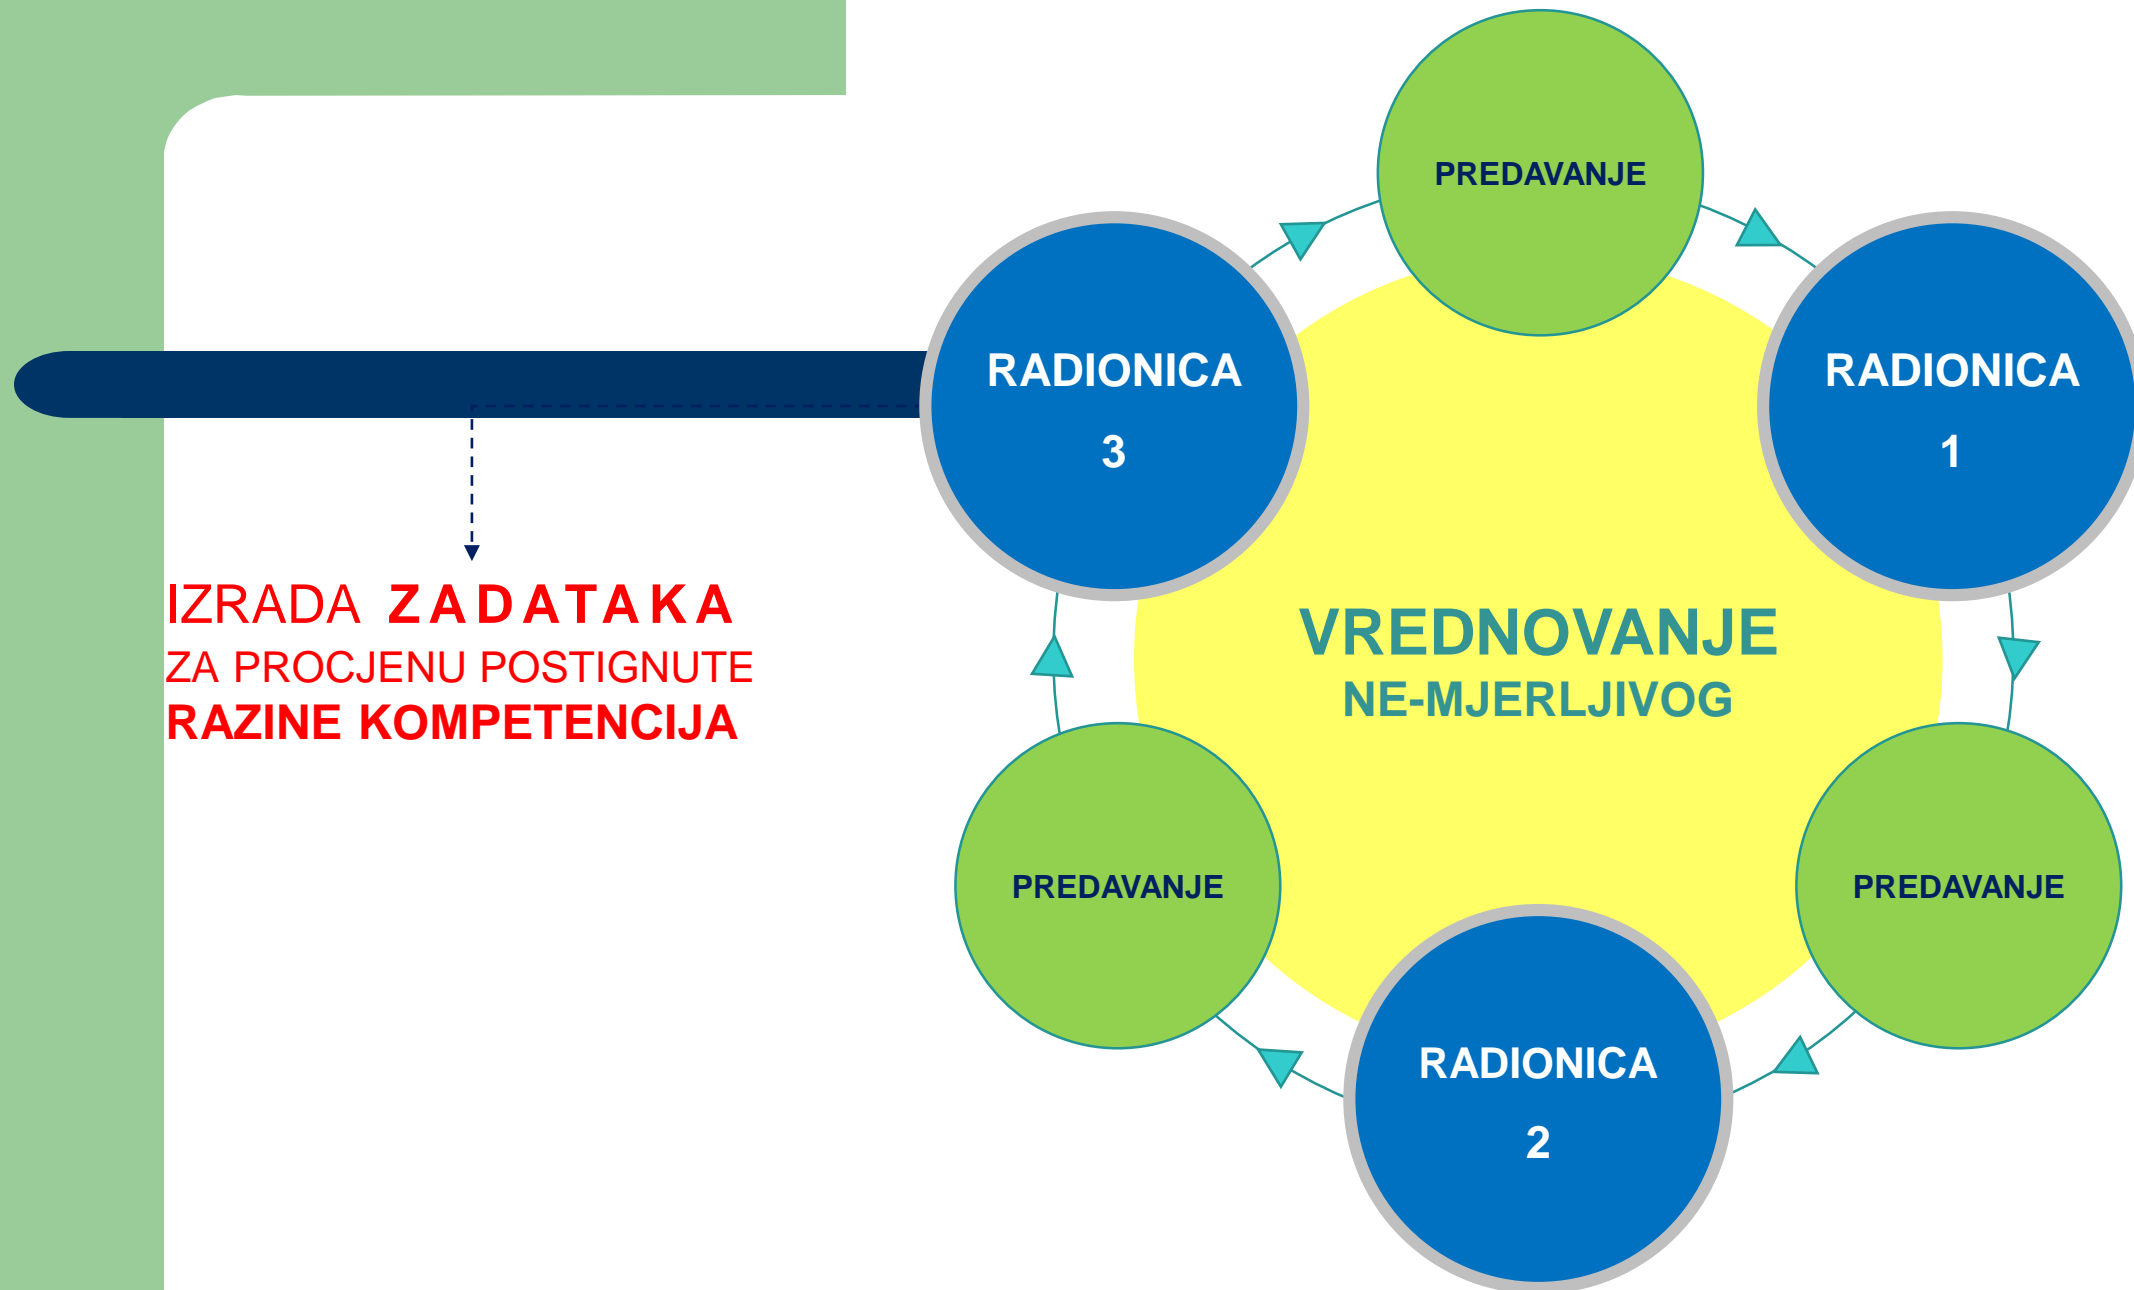 PREDAVANJE
RADIONICA
3
RADIONICA
1
IZRADA ZADATAKA
ZA PROCJENU POSTIGNUTE
RAZINE KOMPETENCIJA
VREDNOVANJE
NE-MJERLJIVOG
PREDAVANJE
PREDAVANJE
RADIONICA
2